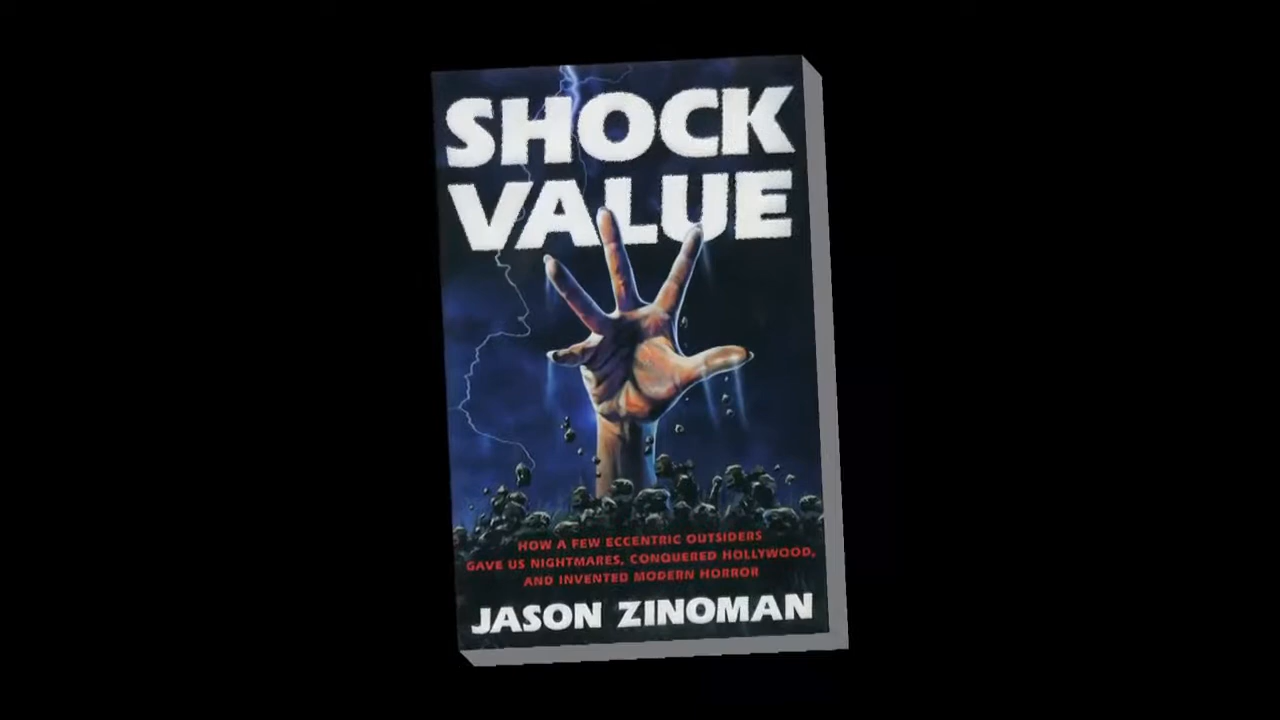 SHOCK
VALUE
HOW A FEW ECCENTRIC OUTSIDERS
GAVE US NIGHTMARES, CONQUERED HOLLYWOOD,
AND INVENTED MODERN HORROR
JASON ZINOMAN